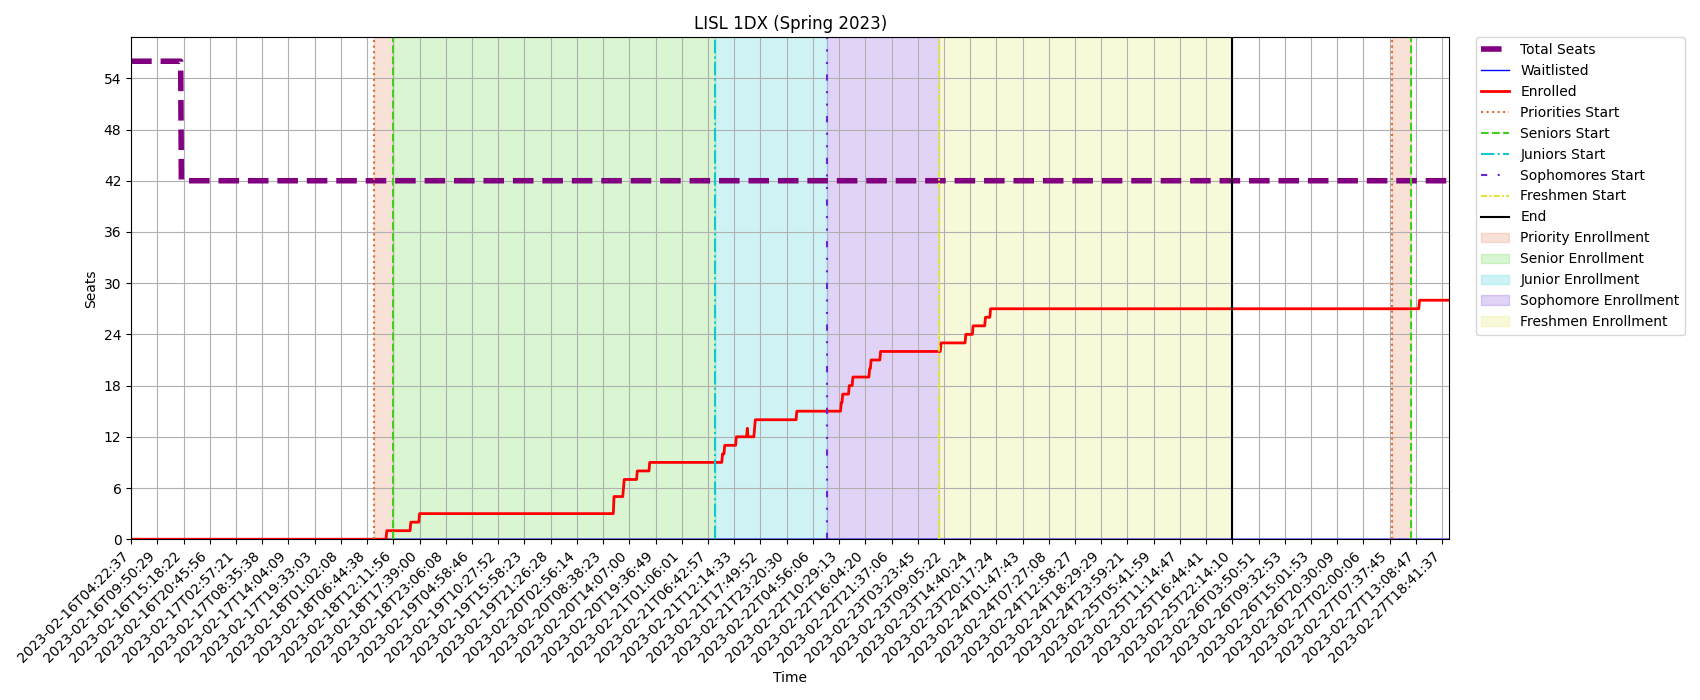 LISL 1DX (Spring 2023)
54
48
42
36
30
24
18
12
6
0
Seats
2023-02-16T04:22:37
2023-02-16T09:50:29
2023-02-16T15:18:22
2023-02-16T20:45:56
2023-02-17T02:57:21
2023-02-17T08:35:38
2023-02-17T14:04:09
2023-02-17T19:33:03
2023-02-18T01:02:08
2023-02-18T06:44:38
2023-02-18T12:11:56
2023-02-18T17:39:00
2023-02-18T23:06:08
2023-02-19T04:58:46
2023-02-19T10:27:52
2023-02-19T15:58:23
2023-02-19T21:26:28
2023-02-20T02:56:14
2023-02-20T08:38:23
2023-02-20T14:07:00
2023-02-20T19:36:49
2023-02-21T01:06:01
2023-02-21T06:42:57
2023-02-21T12:14:33
2023-02-21T17:49:52
2023-02-21T23:20:30
2023-02-22T04:56:06
2023-02-22T10:29:13
2023-02-22T16:04:20
2023-02-22T21:37:06
2023-02-23T03:23:45
2023-02-23T09:05:22
2023-02-23T14:40:24
2023-02-23T20:17:24
2023-02-24T01:47:43
2023-02-24T07:27:08
2023-02-24T12:58:27
2023-02-24T18:29:29
2023-02-24T23:59:21
2023-02-25T05:41:59
2023-02-25T11:14:47
2023-02-25T16:44:41
2023-02-25T22:14:10
2023-02-26T03:50:51
2023-02-26T09:32:53
2023-02-26T15:01:53
2023-02-26T20:30:09
2023-02-27T02:00:06
2023-02-27T07:37:45
2023-02-27T13:08:47
2023-02-27T18:41:37
Time
Total Seats
Waitlisted
Enrolled
Priorities Start
Seniors Start
Juniors Start
Sophomores Start
Freshmen Start
End
Priority Enrollment
Senior Enrollment
Junior Enrollment
Sophomore Enrollment
Freshmen Enrollment